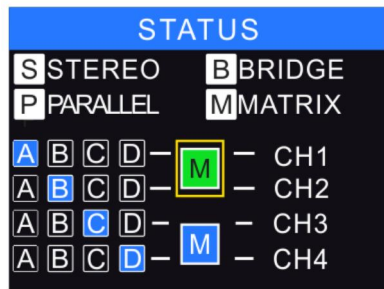 STATUS
S STEREO B BRIDGE
P PARALLEL M MATRIX
A B C D – M – CH1
A B C D – – CH2
A B C D – M – CH3
A B C D – – CH4